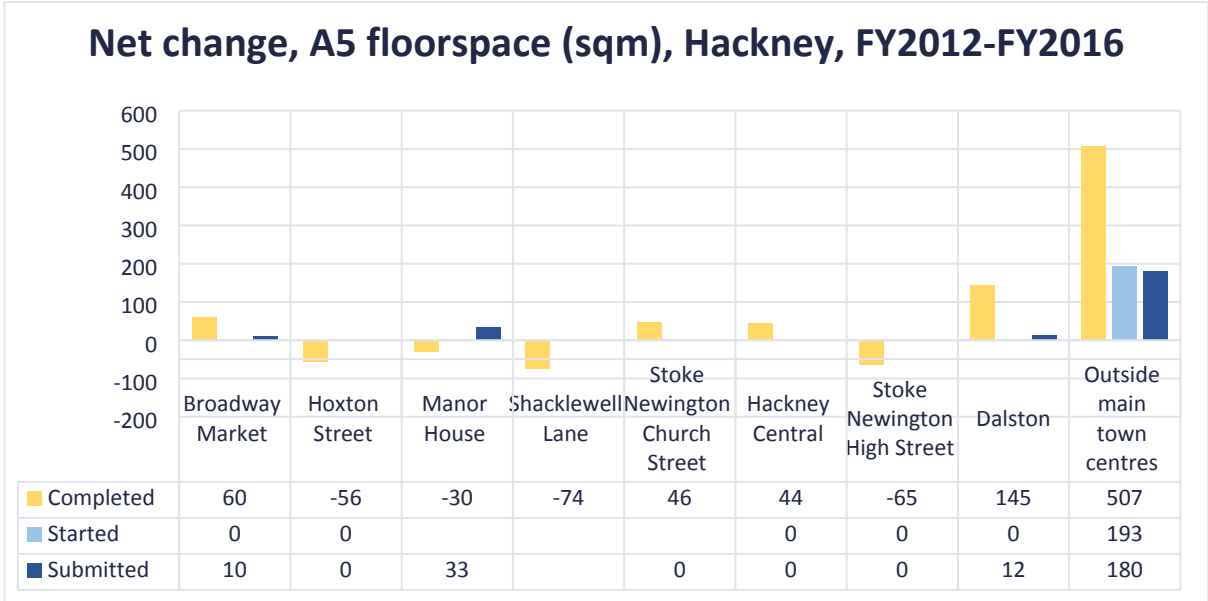 Net change, A5 floorspace (sqm), Hackney, FY2012-FY2016
600
500
400
300
200
100
0
-100
-200
Broadway Market
Hoxton Street
Manor House
Shacklewell Lane
Stoke Newington Church Street
Hackney Central
Stoke Newington High Street
Dalston
Outside main town centres
Completed 60 -56 -30 -74 46 44 -65 145 507
Started 0 0 0 0 0 193
Submitted 10 0 33 0 0 0 12 180